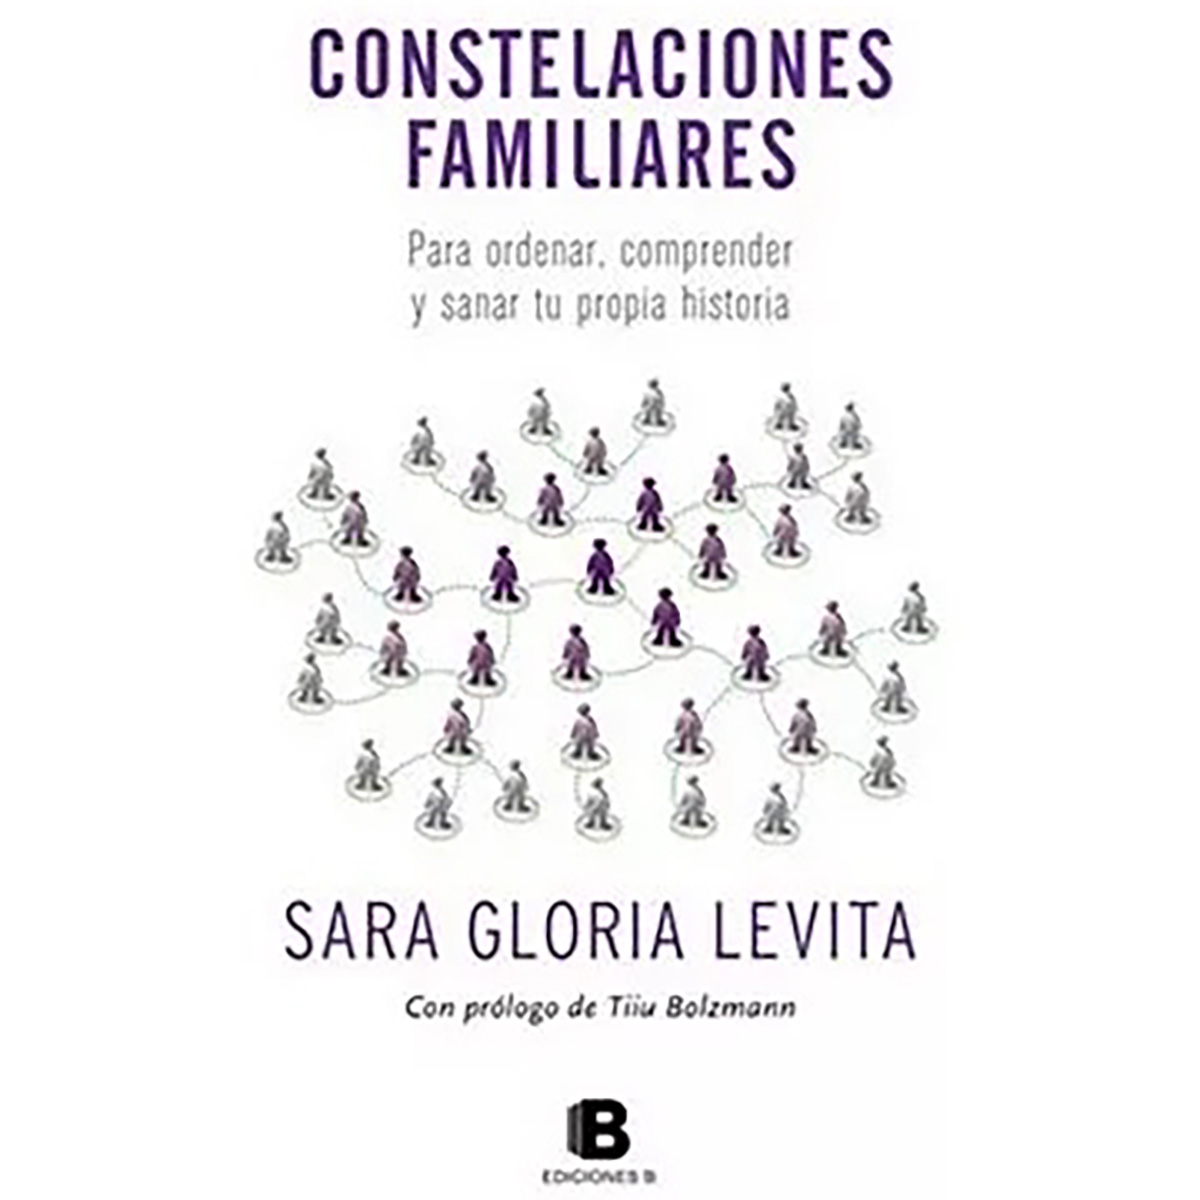 CONSTELACIONES
FAMILIARES
Para ordenar, comprender
y sanar tu propia historia
SARA GLORIA LEVITA
Con prólogo de Tiiu Bolzmann
B
EDICIONES B